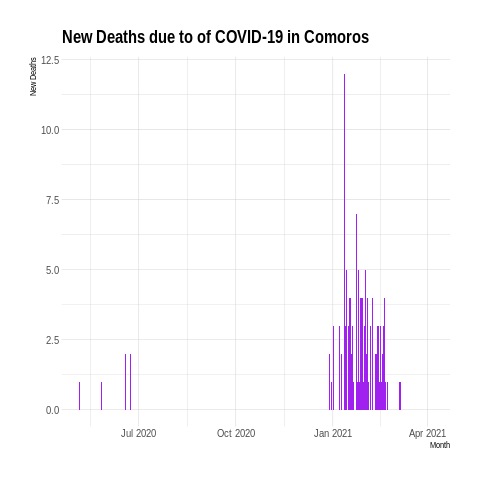 New Deaths due to of COVID-19 in Comoros
New Deaths
12.5
10.0
7.5
5.0
2.5
0.0
Jul 2020
Oct 2020
Jan 2021
Apr 2021
Month